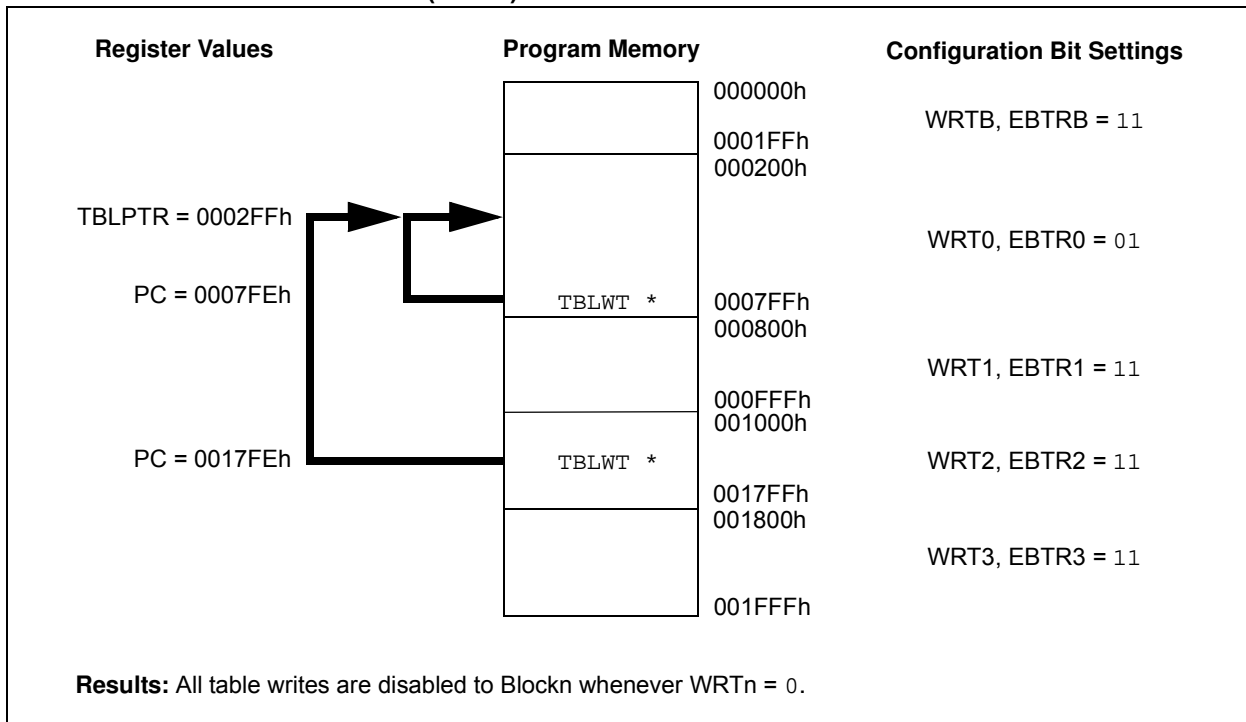 Register Values Program Memory Configuration Bit Settings
000000h
WRTB, EBTRB = 11
0001FFh
000200h
TBLPTR = 0002FFh
WRT0, EBTR0 = 01
PC = 0007FEh TBLWT * 0007FFh
000800h
WRT1, EBTR1 = 11
000FFFh
001000h
PC = 0017FEh TBLWT * WRT2, EBTR2 = 11
0017FFh
001800h
WRT3, EBTR3 = 11
001FFFh
Results: All table writes are disabled to Blockn whenever WRTn = 0.